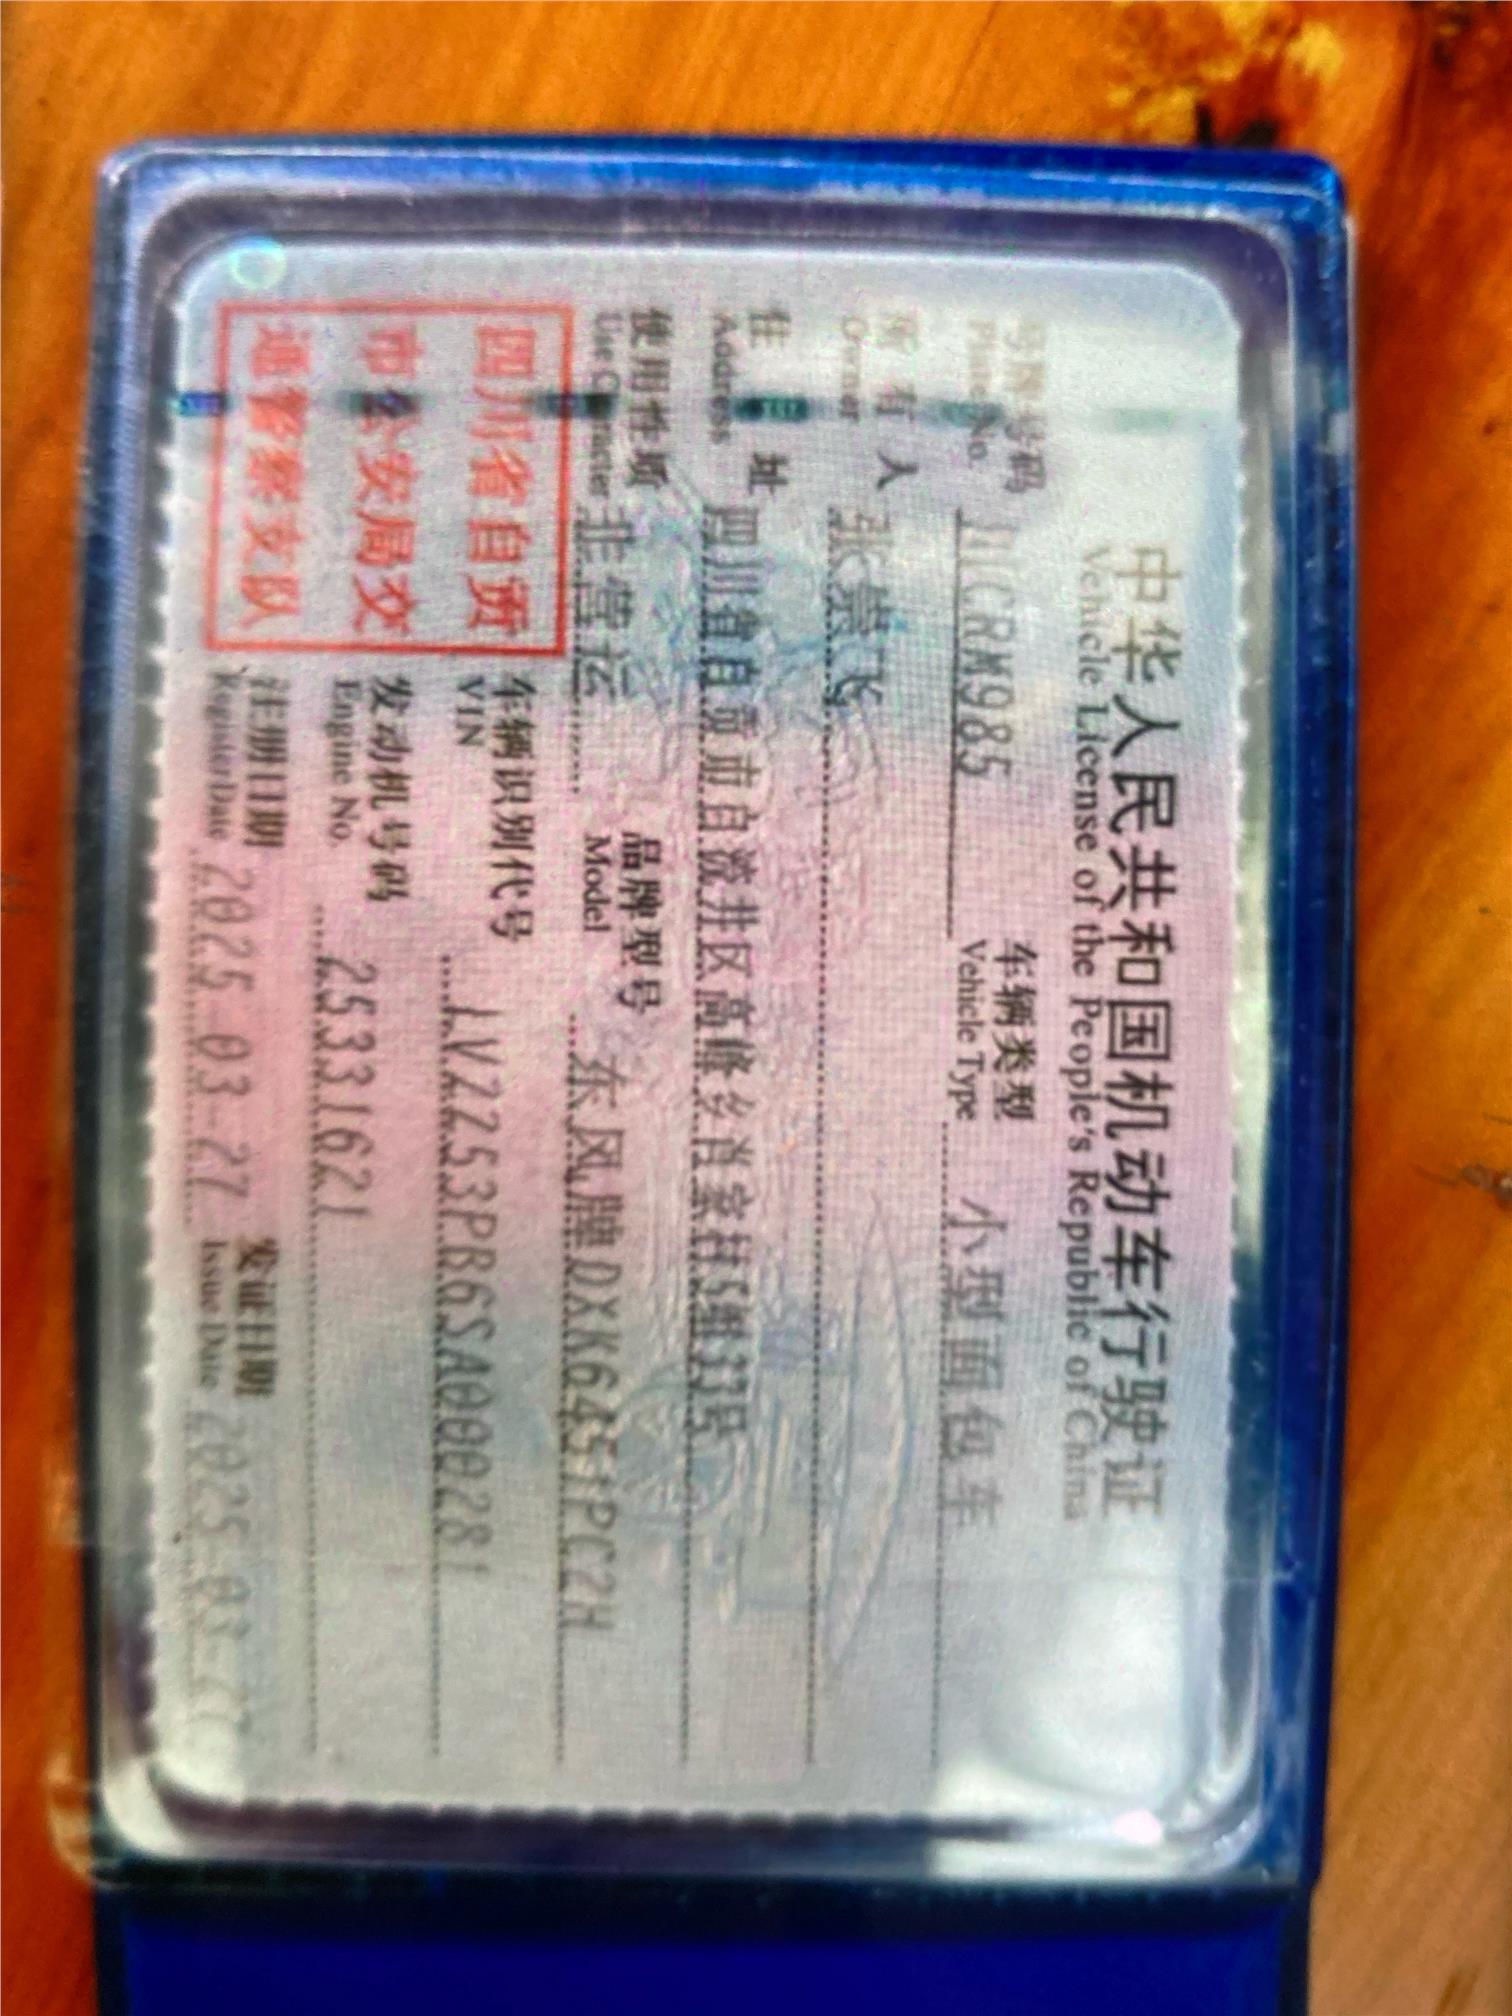 中华人民共和国机动车行驶证
Vehicle License of the People's Republic of China
号牌号码 川CRM985 车辆类型 小型面包车
Plate No. Vehicle Type
所有人 张崇飞
Owner
住址 四川省自贡市自流井区高峰乡肖家村5组33号
Address
使用性质 非营运 品牌型号 东风牌DXK6451PC2H
Use Character Model
四川省自贡
市公安局交
通警察支队
车辆识别代号 LVZZ53PB6SA000281
VIN
发动机号码 25331621
Engine No.
注册日期 2025-03-27 发证日期 2025-03-27
Register Date Issue Date